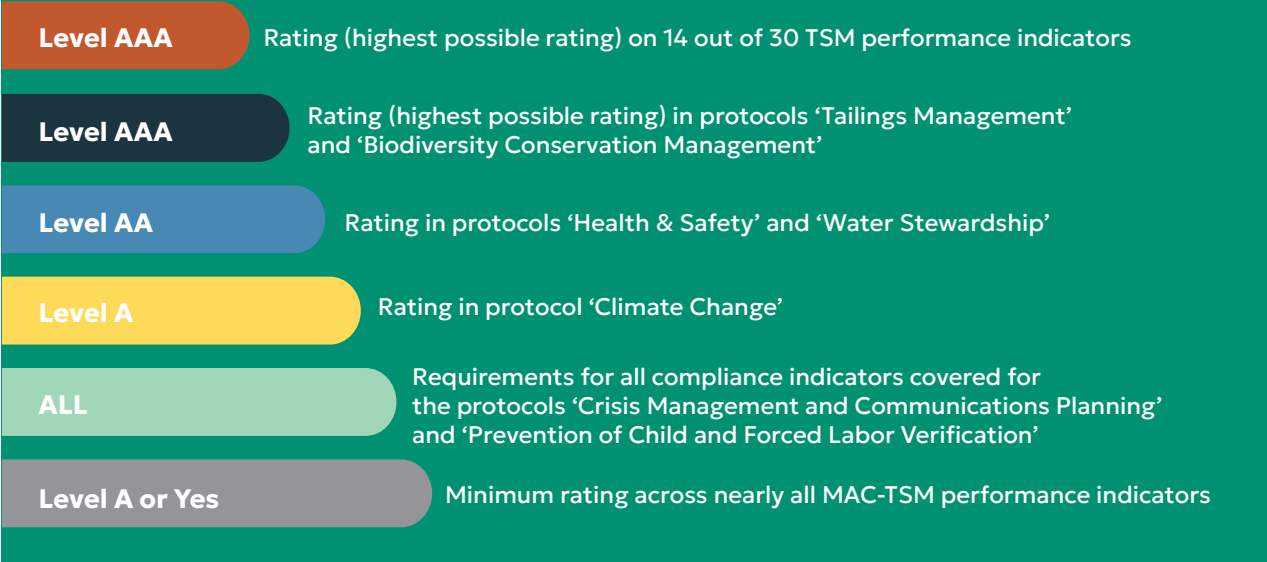 Level AAA
Rating (highest possible rating) on 14 out of 30 TSM performance indicators
Level AAA
Rating (highest possible rating) in protocols ‘Tailings Management’
and ‘Biodiversity Conservation Management’
Level AA
Rating in protocols ‘Health & Safety’ and ‘Water Stewardship’
Level A
Rating in protocol ‘Climate Change’
ALL
Requirements for all compliance indicators covered for
the protocols ‘Crisis Management and Communications Planning’
and ‘Prevention of Child and Forced Labor Verification’
Level A or Yes
Minimum rating across nearly all MAC-TSM performance indicators